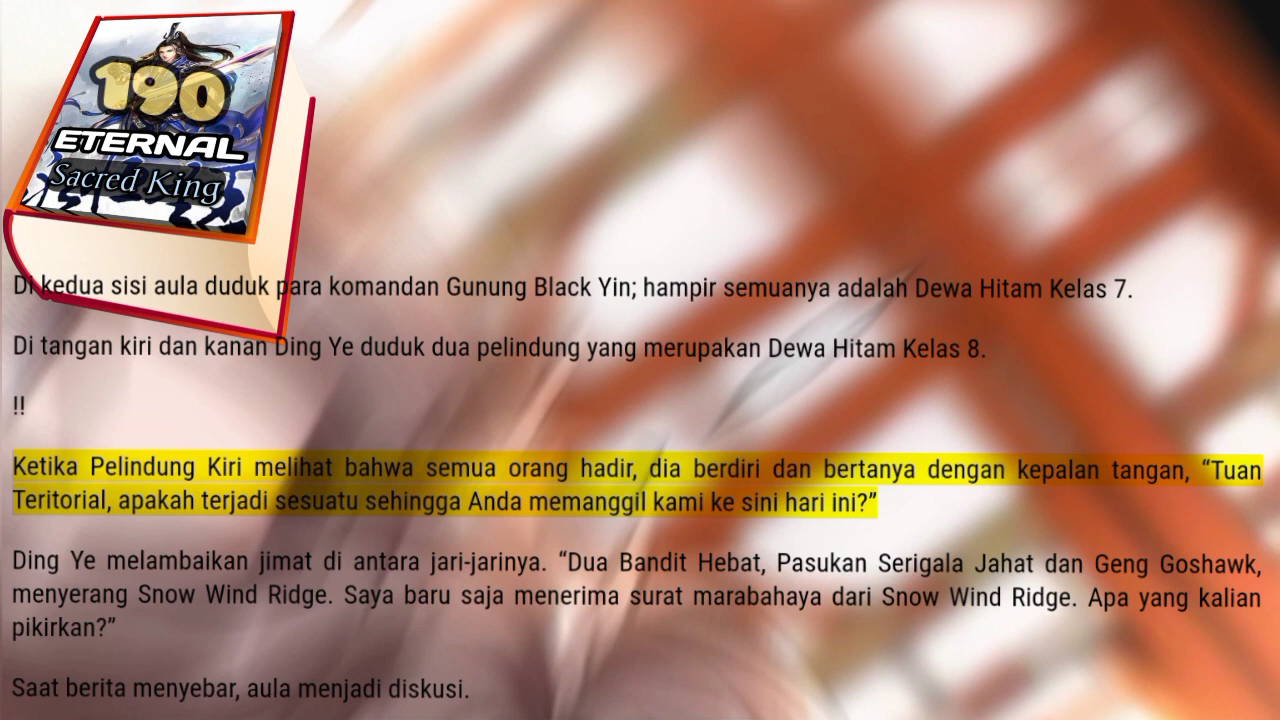 190
ETERNAL
Sacred King
Di kedua sisi aula duduk para komandan Gunung Black Yin; hampir semuanya adalah Dewa Hitam Kelas 7.
Di tangan kiri dan kanan Ding Ye duduk dua pelindung yang merupakan Dewa Hitam Kelas 8.
!!
Ketika Pelindung Kiri melihat bahwa semua orang hadir, dia berdiri dan bertanya dengan kepalan tangan, “Tuan
Teritorial, apakah terjadi sesuatu sehingga Anda memanggil kami ke sini hari ini?”
Ding Ye melambaikan jimat di antara jari-jarinya. “Dua Bandit Hebat, Pasukan Serigala Jahat dan Geng Goshawk,
menyerang Snow Wind Ridge. Saya baru saja menerima surat marabahaya dari Snow Wind Ridge. Apa yang kalian
pikirkan?”
Saat berita menyebar, aula menjadi diskusi.